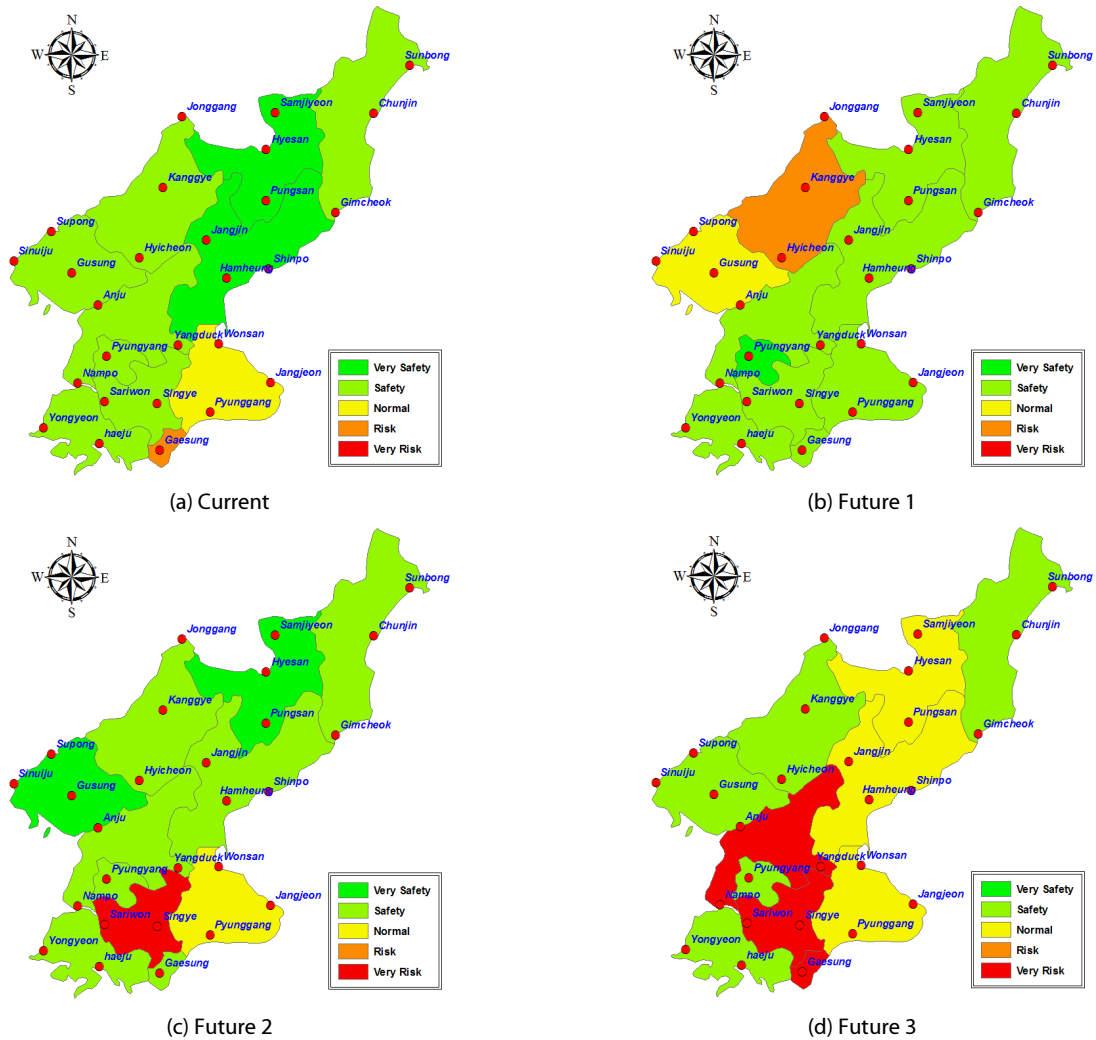 N
W E
S
Sunbong
Samjiyeon
Chunjin
Jonggang
Hyesan
Kanggye
Pungsan
Gimcheok
Supong
Jangjin
Hyicheon
Sinuiju
Gusung
Shinpo
Hamheung
Anju
Yangduck
Wonsan
Pyungyang
Nampo
Jangjeon
Sariwon
Singye
Pyunggang
Yongyeon
haeju
Gaesung
Very Safety
Safety
Normal
Risk
Very Risk
(a) Current
N
W E
S
Sunbong
Samjiyeon
Chunjin
Jonggang
Hyesan
Kanggye
Pungsan
Gimcheok
Supong
Jangjin
Hyicheon
Sinuiju
Gusung
Shinpo
Hamheung
Anju
Yangduck
Wonsan
Pyungyang
Nampo
Jangjeon
Sariwon
Singye
Pyunggang
Yongyeon
haeju
Gaesung
Very Safety
Safety
Normal
Risk
Very Risk
(b) Future 1
N
W E
S
Sunbong
Samjiyeon
Chunjin
Jonggang
Hyesan
Kanggye
Pungsan
Gimcheok
Supong
Jangjin
Hyicheon
Sinuiju
Gusung
Shinpo
Hamheung
Anju
Yangduck
Wonsan
Pyungyang
Nampo
Jangjeon
Sariwon
Singye
Pyunggang
Yongyeon
haeju
Gaesung
Very Safety
Safety
Normal
Risk
Very Risk
(c) Future 2
N
W E
S
Sunbong
Samjiyeon
Chunjin
Jonggang
Hyesan
Kanggye
Pungsan
Gimcheok
Supong
Jangjin
Hyicheon
Sinuiju
Gusung
Shinpo
Hamheung
Anju
Yangduck
Wonsan
Pyungyang
Nampo
Jangjeon
Sariwon
Singye
Pyunggang
Yongyeon
haeju
Gaesung
Very Safety
Safety
Normal
Risk
Very Risk
(d) Future 3